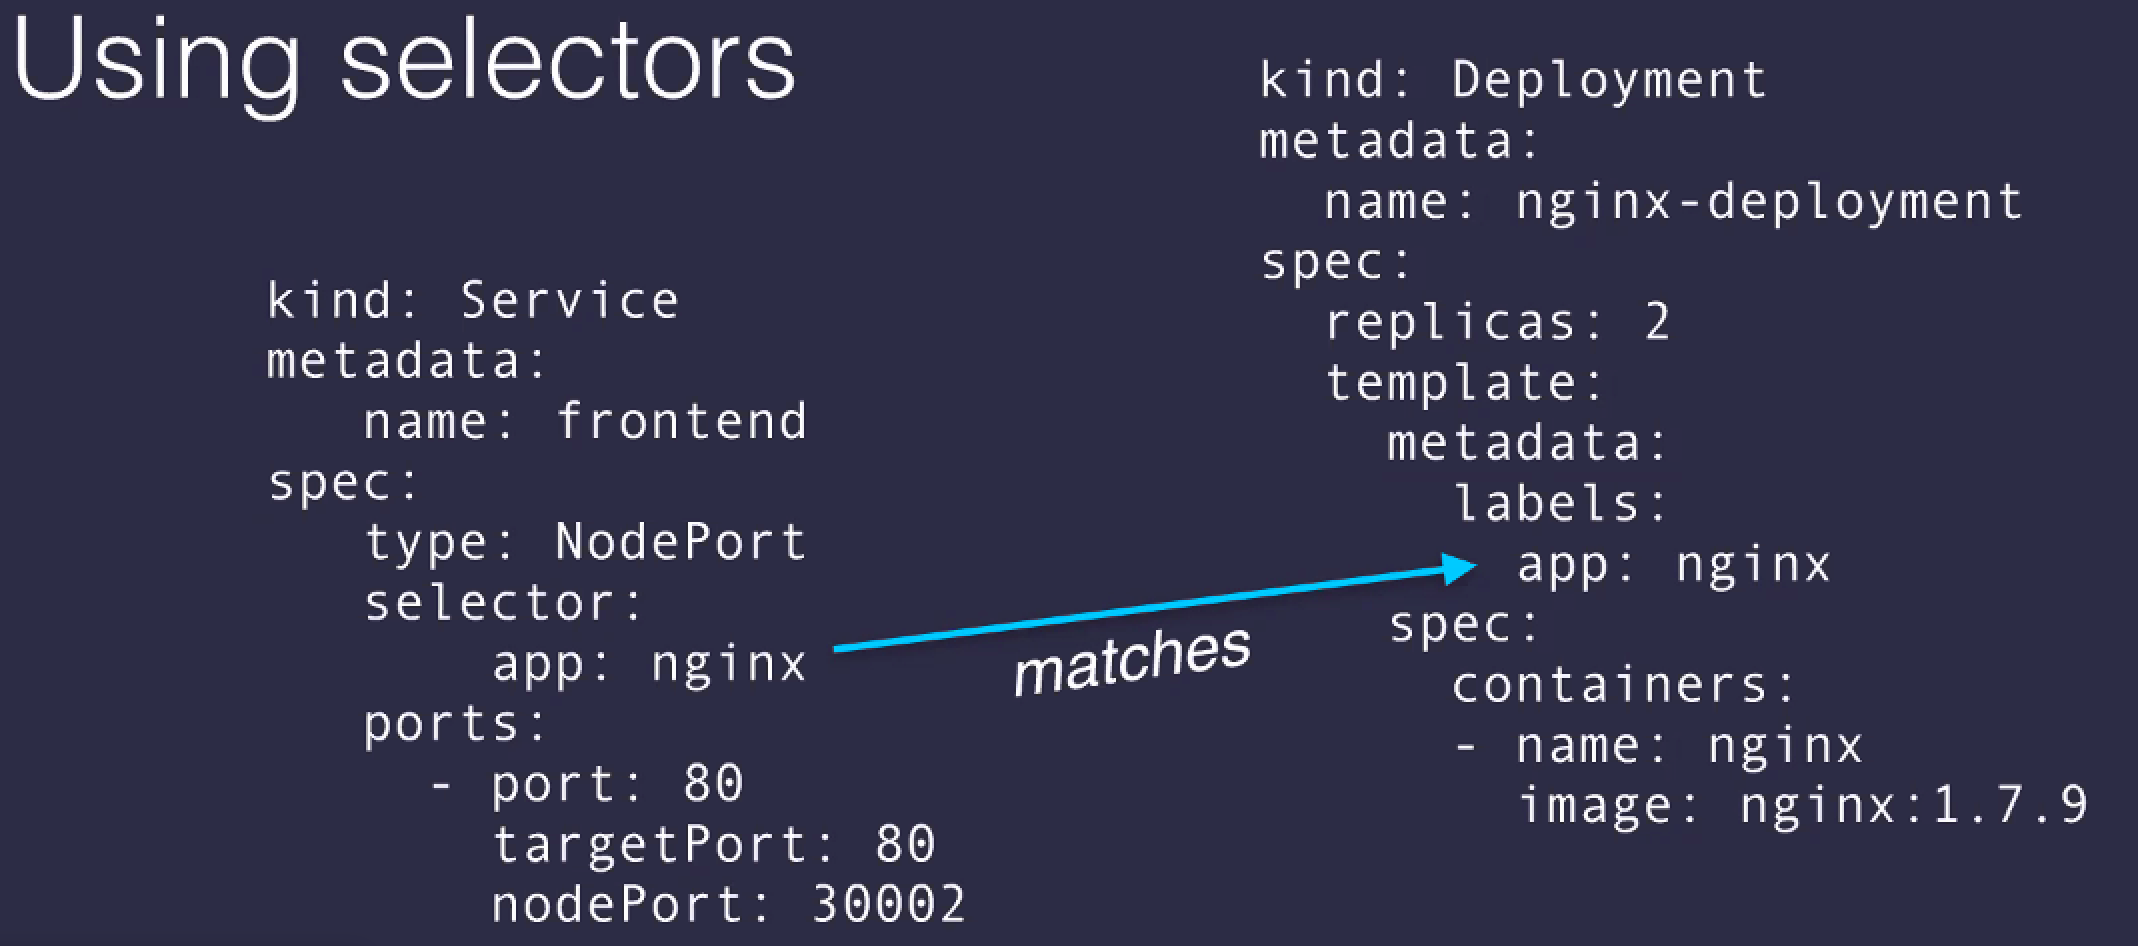 Using selectors
kind: Service
metadata:
   name: frontend
spec:
   type: NodePort
   selector:
       app: nginx
   ports:
     - port: 80
       targetPort: 80
       nodePort: 30002
matches
kind: Deployment
metadata:
  name: nginx-deployment
spec:
  replicas: 2
  template:
    metadata:
      labels:
        app: nginx
    spec:
      containers:
      - name: nginx
        image: nginx:1.7.9